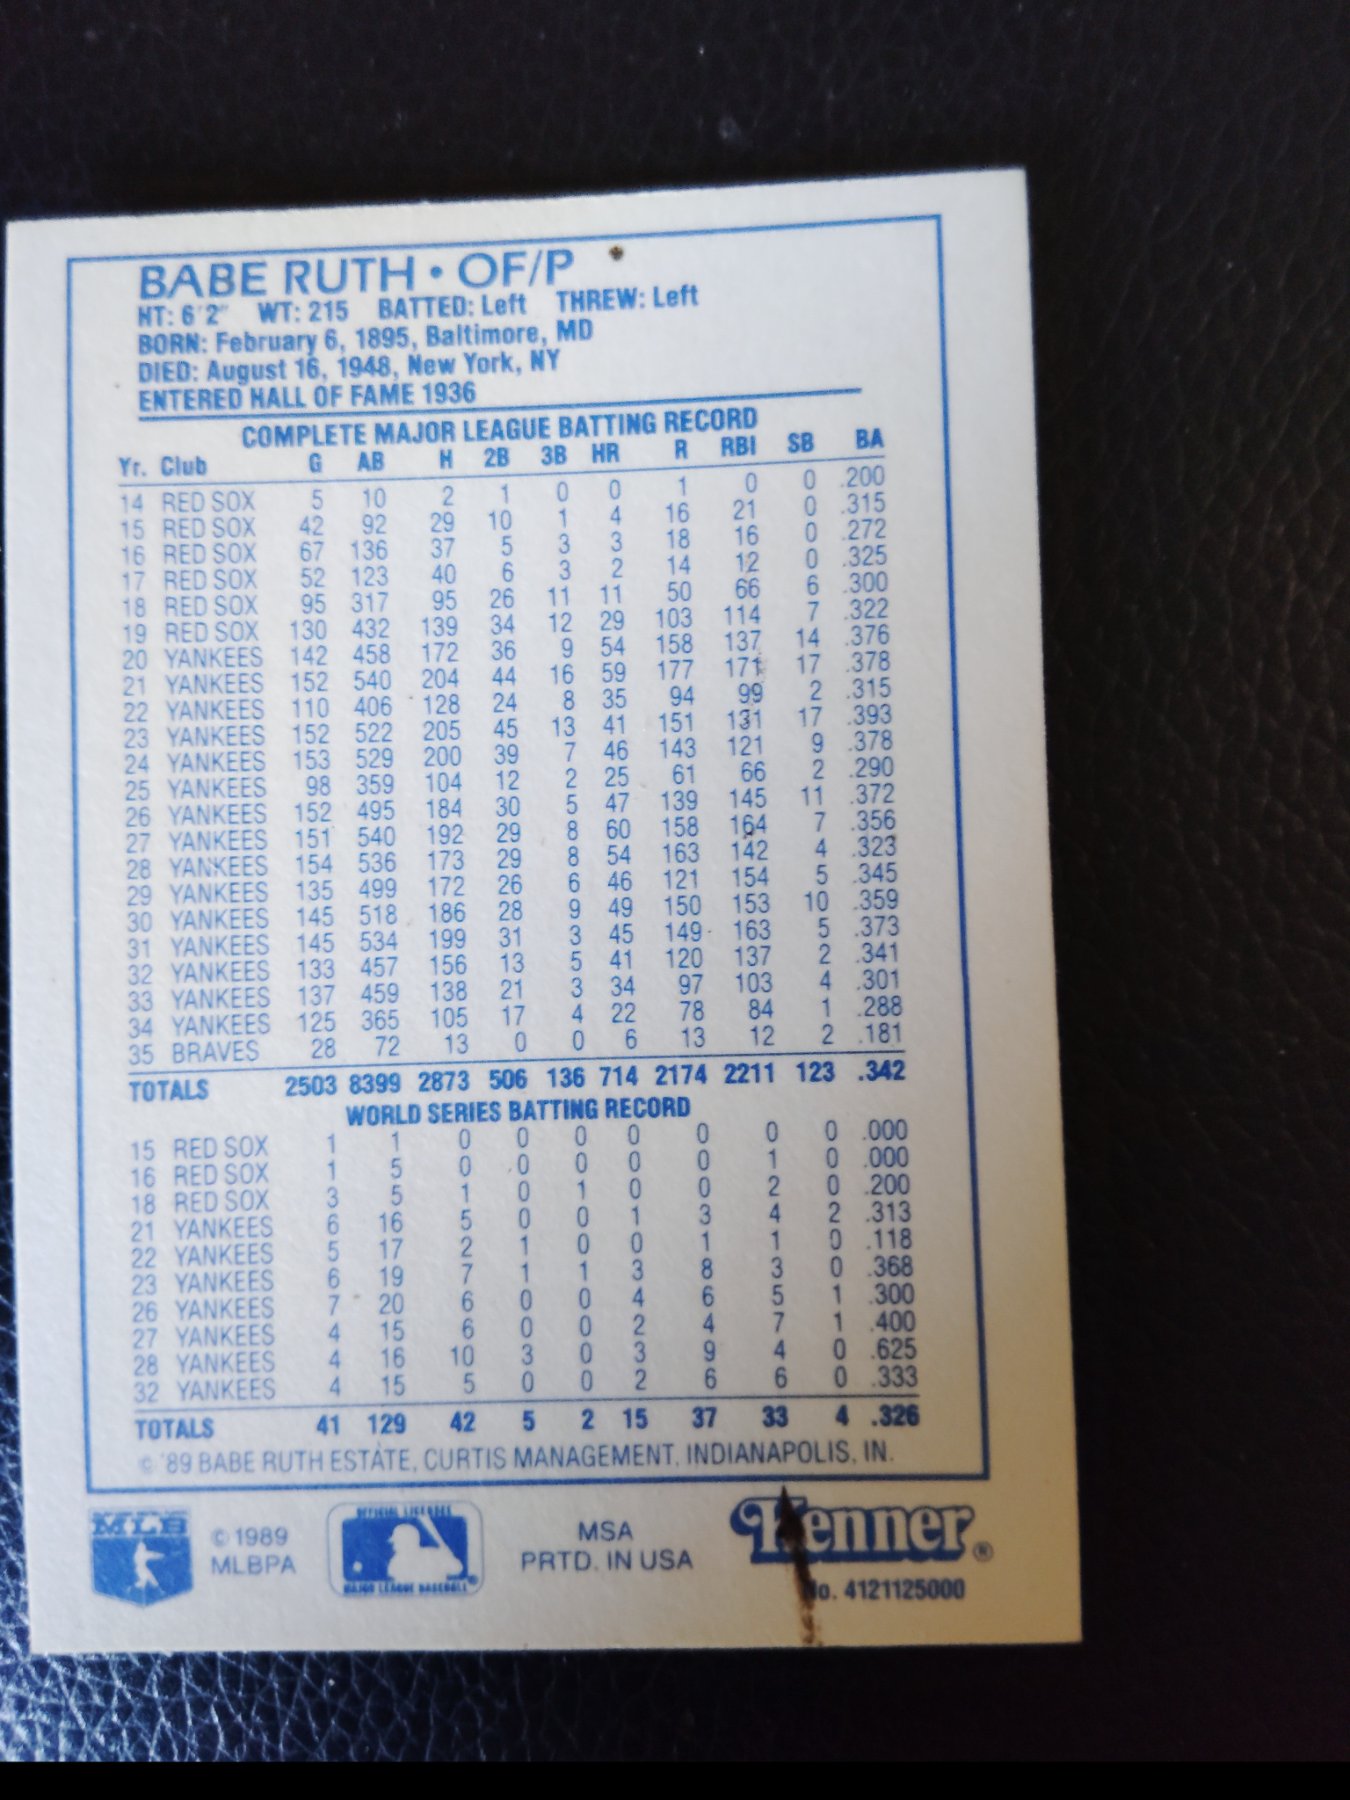 BABE RUTH • OF/P
HT: 6'2" WT: 215 BATTED: Left THREW: Left
BORN: February 6, 1895, Baltimore, MD
DIED: August 16, 1948, New York, NY
ENTERED HALL OF FAME 1936
COMPLETE MAJOR LEAGUE BATTING RECORD
Yr. Club G AB H 2B 3B HR R RBI SB BA
14 RED SOX 5 10 2 1 0 0 1 0 0 .200
15 RED SOX 42 92 29 10 1 4 16 21 0 .315
16 RED SOX 67 136 37 5 3 3 18 16 0 .272
17 RED SOX 52 123 40 6 3 2 14 12 0 .325
18 RED SOX 95 317 95 26 11 11 50 66 6 .300
19 RED SOX 130 432 139 34 12 29 103 114 7 .322
20 YANKEES 142 458 172 36 9 54 158 137 14 .376
21 YANKEES 152 540 204 44 16 59 177 171 17 .378
22 YANKEES 110 406 128 24 8 35 94 99 2 .315
23 YANKEES 152 522 205 45 13 41 151 131 17 .393
24 YANKEES 153 529 200 39 7 46 143 121 9 .378
25 YANKEES 98 359 104 12 2 25 61 66 2 .290
26 YANKEES 152 495 184 30 5 47 139 145 11 .372
27 YANKEES 151 540 192 29 8 60 158 164 7 .356
28 YANKEES 154 536 173 29 8 54 163 142 4 .323
29 YANKEES 135 499 172 26 6 46 121 154 5 .345
30 YANKEES 145 518 186 28 9 49 150 153 10 .359
31 YANKEES 145 534 199 31 3 45 149 163 5 .373
32 YANKEES 133 457 156 13 5 41 120 137 2 .341
33 YANKEES 137 459 138 21 3 34 97 103 4 .301
34 YANKEES 125 365 105 17 4 22 78 84 1 .288
35 BRAVES 28 72 13 0 0 6 13 12 2 .181
TOTALS 2503 8399 2873 506 136 714 2174 2211 123 .342
WORLD SERIES BATTING RECORD
15 RED SOX 1 1 0 0 0 0 0 0 0 .000
16 RED SOX 1 5 0 0 0 0 0 1 0 .000
18 RED SOX 3 5 1 0 1 0 0 2 0 .200
21 YANKEES 6 16 5 0 0 1 3 4 2 .313
22 YANKEES 5 17 2 1 0 0 1 1 0 .118
23 YANKEES 6 19 7 1 1 3 8 3 0 .368
26 YANKEES 7 20 6 0 0 4 6 5 1 .300
27 YANKEES 4 15 6 0 0 2 4 7 1 .400
28 YANKEES 4 16 10 3 0 3 9 4 0 .625
32 YANKEES 4 15 5 0 0 2 6 6 0 .333
TOTALS 41 129 42 5 2 15 37 33 4 .326
© '89 BABE RUTH ESTATE, CURTIS MANAGEMENT, INDIANAPOLIS, IN.
© 1989
MLBPA
OFFICIAL LICENSEE
MAJOR LEAGUE BASEBALL
MSA
PRTD. IN USA
Kenner ®
No. 4121125000